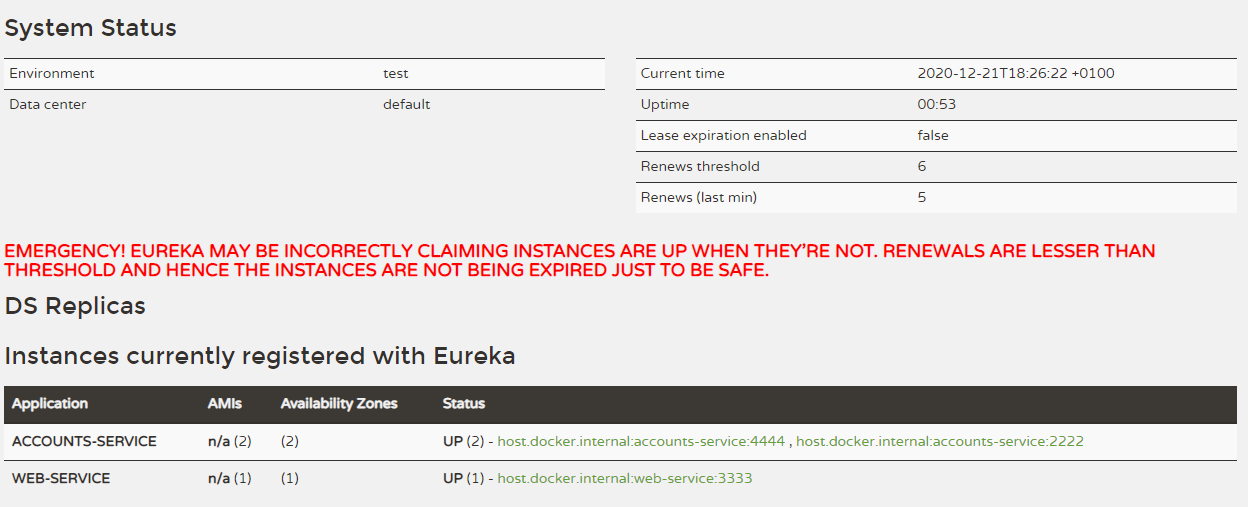 System Status
Environment test
Data center default
Current time 2020-12-21T18:26:22 +0100
Uptime 00:53
Lease expiration enabled false
Renews threshold 6
Renews (last min) 5
EMERGENCY! EUREKA MAY BE INCORRECTLY CLAIMING INSTANCES ARE UP WHEN THEY'RE NOT. RENEWALS ARE LESSER THAN
THRESHOLD AND HENCE THE INSTANCES ARE NOT BEING EXPIRED JUST TO BE SAFE.
DS Replicas
Instances currently registered with Eureka
Application AMIs Availability Zones Status
ACCOUNTS-SERVICE n/a (2) (2) UP (2) - host.docker.internal:accounts-service:4444 , host.docker.internal:accounts-service:2222
WEB-SERVICE n/a (1) (1) UP (1) - host.docker.internal:web-service:3333